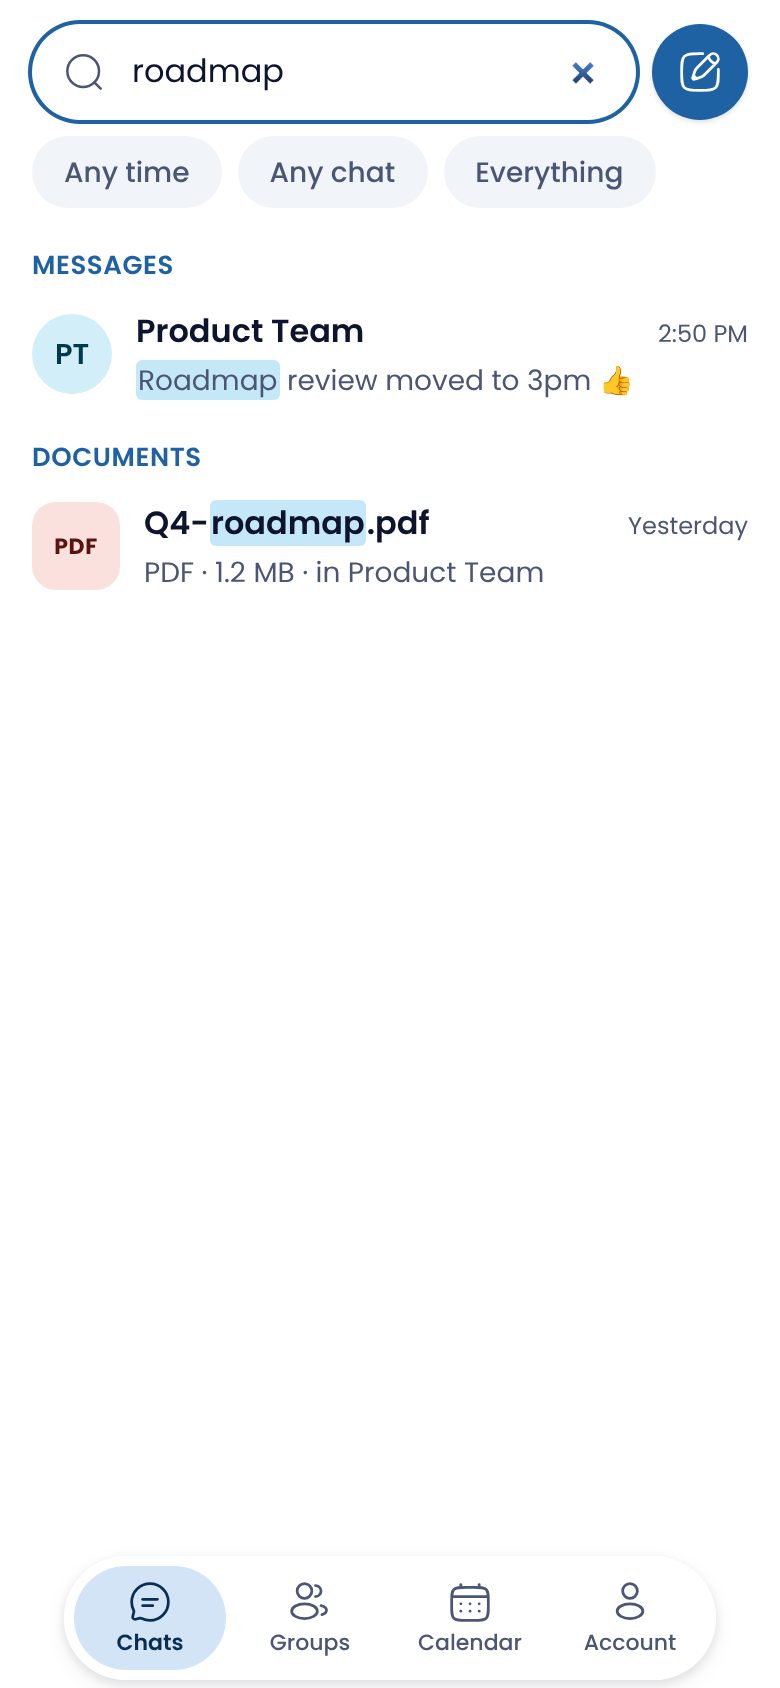 roadmap
Any time
Any chat
Everything
MESSAGES
PT
Product Team
2:50 PM
Roadmap review moved to 3pm 👍
DOCUMENTS
PDF
Q4-roadmap.pdf
Yesterday
PDF · 1.2 MB · in Product Team
Chats
Groups
Calendar
Account